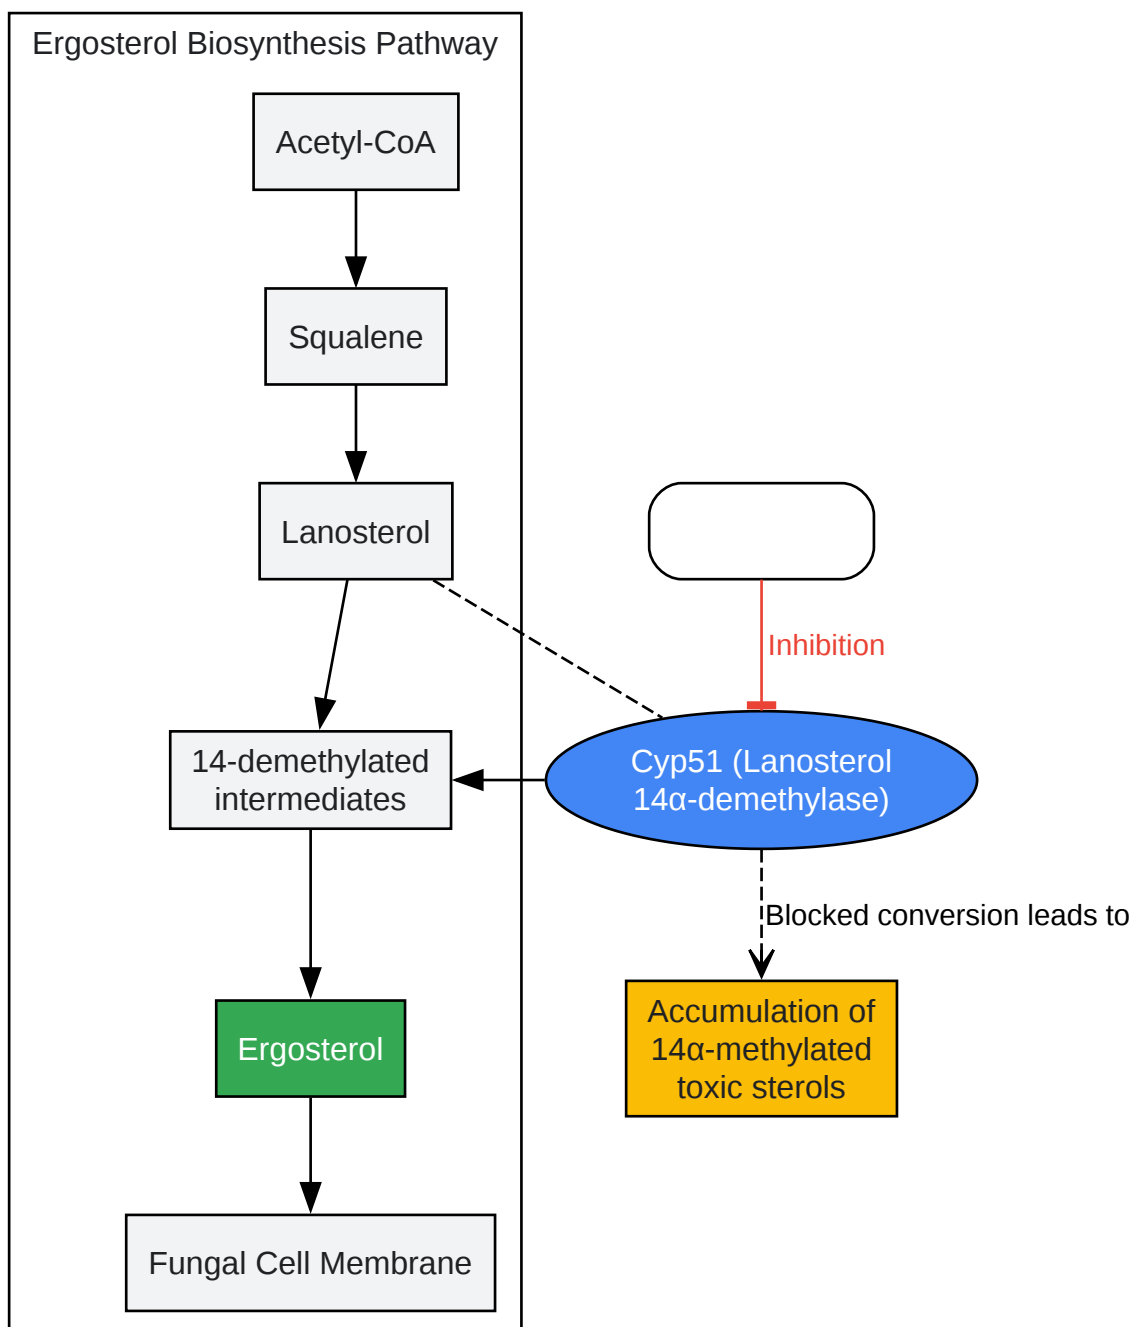 Ergosterol Biosynthesis Pathway
Acetyl-CoA
Squalene
Lanosterol
Inhibition
14-demethylated
intermediates
Cyp51 (Lanosterol
14α-demethylase)
Blocked conversion leads to
Ergosterol
Accumulation of
14α-methylated
toxic sterols
Fungal Cell Membrane